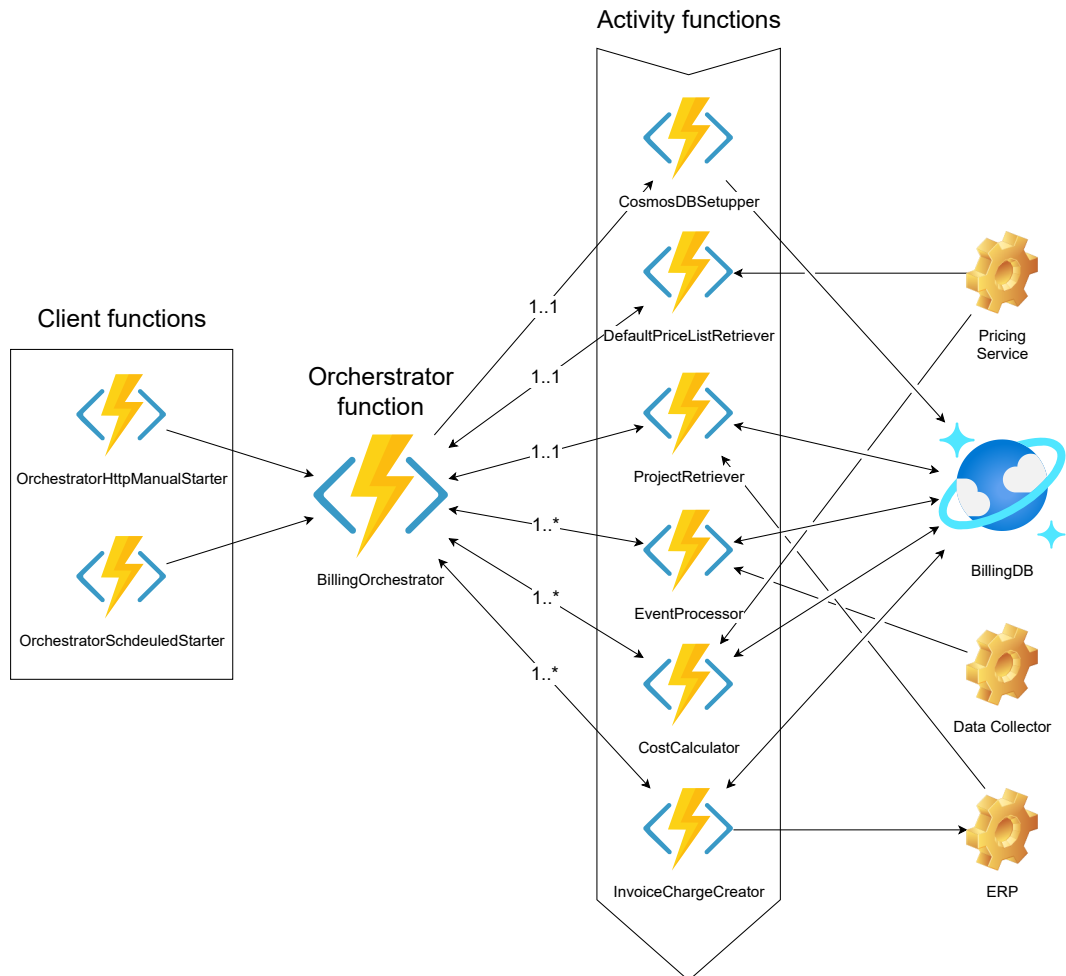 Activity functions
CosmosDBSetupper
DefaultPriceListRetriever
Pricing
Service
Client functions
1..1
1..1
1..1
1..*
1..*
1..*
Orcherstrator
function
OrchestratorHttpManualStarter
ProjectRetriever
BillingOrchestrator
BillingDB
EventProcessor
OrchestratorSchdeuledStarter
Data Collector
CostCalculator
InvoiceChargeCreator
ERP